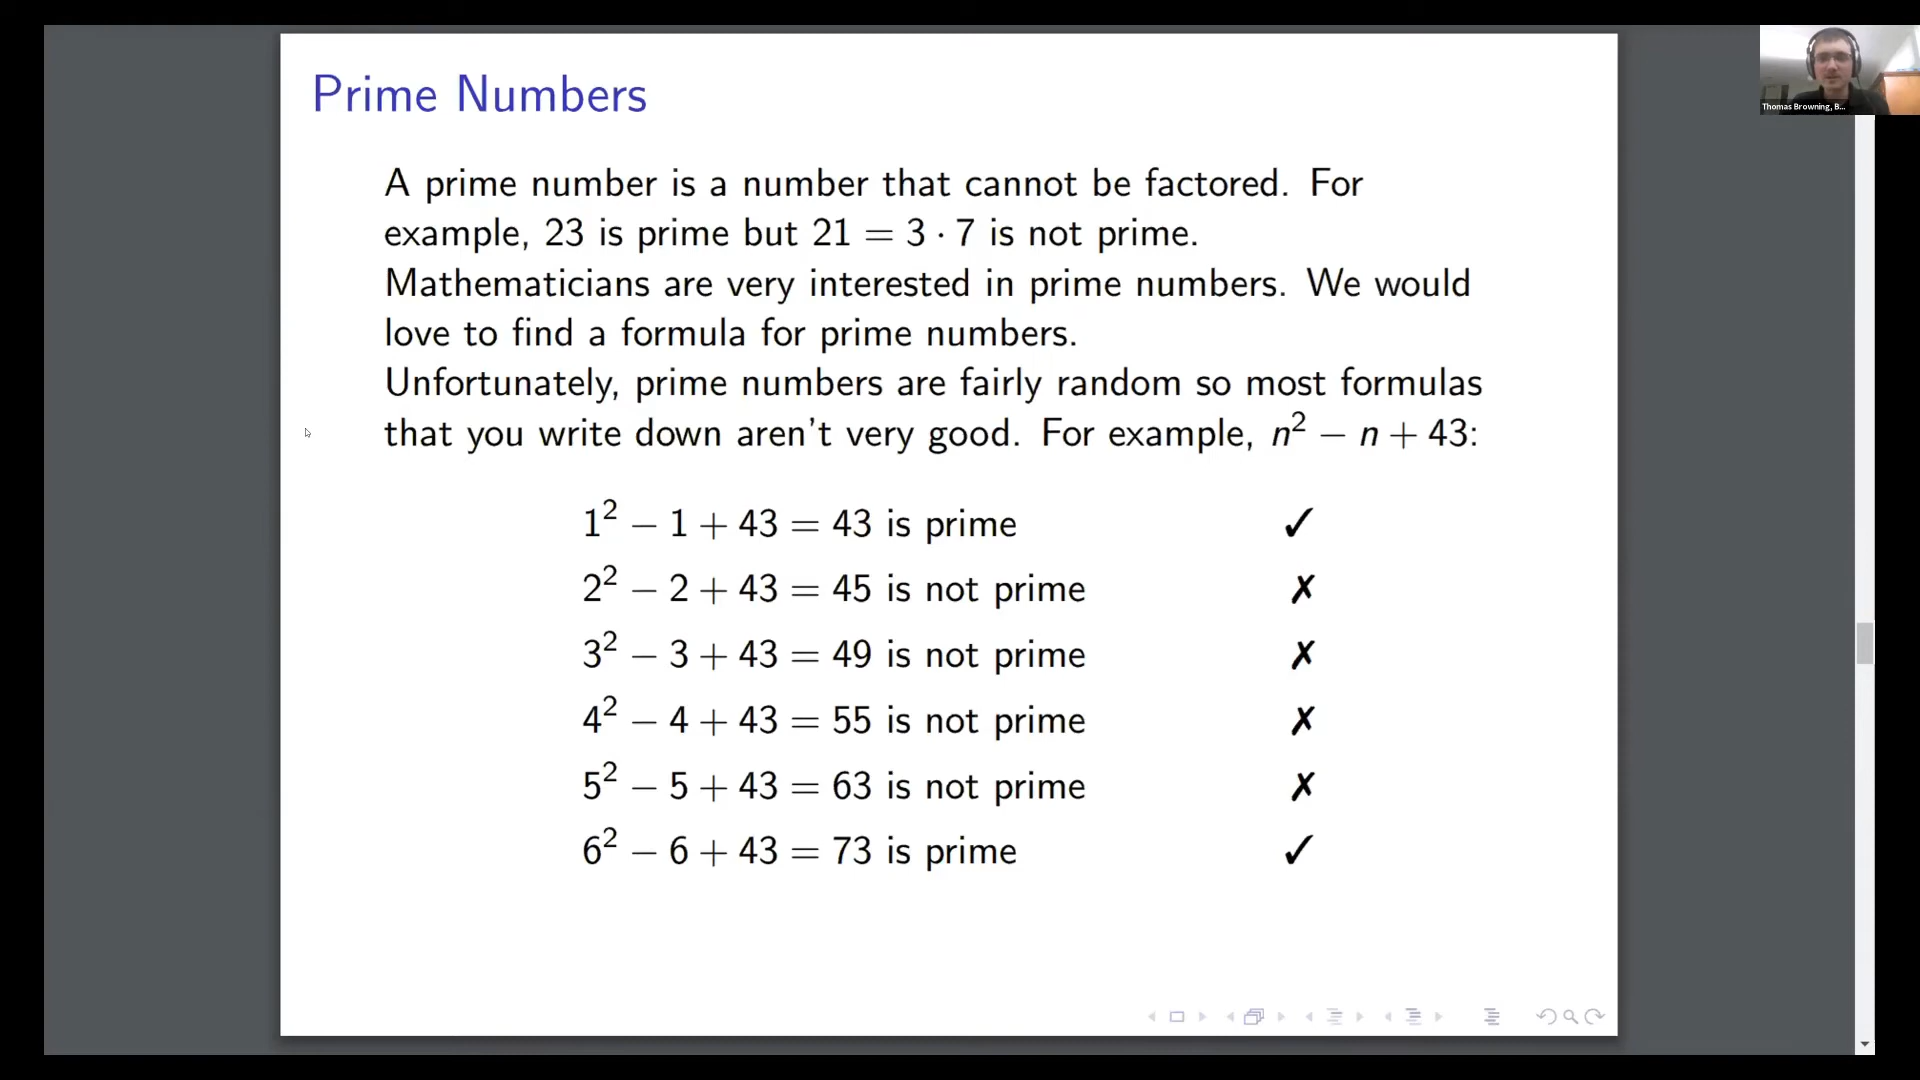 Prime Numbers
Thomas Browning, B...
A prime number is a number that cannot be factored. For
example, 23 is prime but 21 = 3 · 7 is not prime.
Mathematicians are very interested in prime numbers. We would
love to find a formula for prime numbers.
Unfortunately, prime numbers are fairly random so most formulas
that you write down aren't very good. For example, n² − n + 43:
1² − 1 + 43 = 43 is prime ✓
2² − 2 + 43 = 45 is not prime ✗
3² − 3 + 43 = 49 is not prime ✗
4² − 4 + 43 = 55 is not prime ✗
5² − 5 + 43 = 63 is not prime ✗
6² − 6 + 43 = 73 is prime ✓